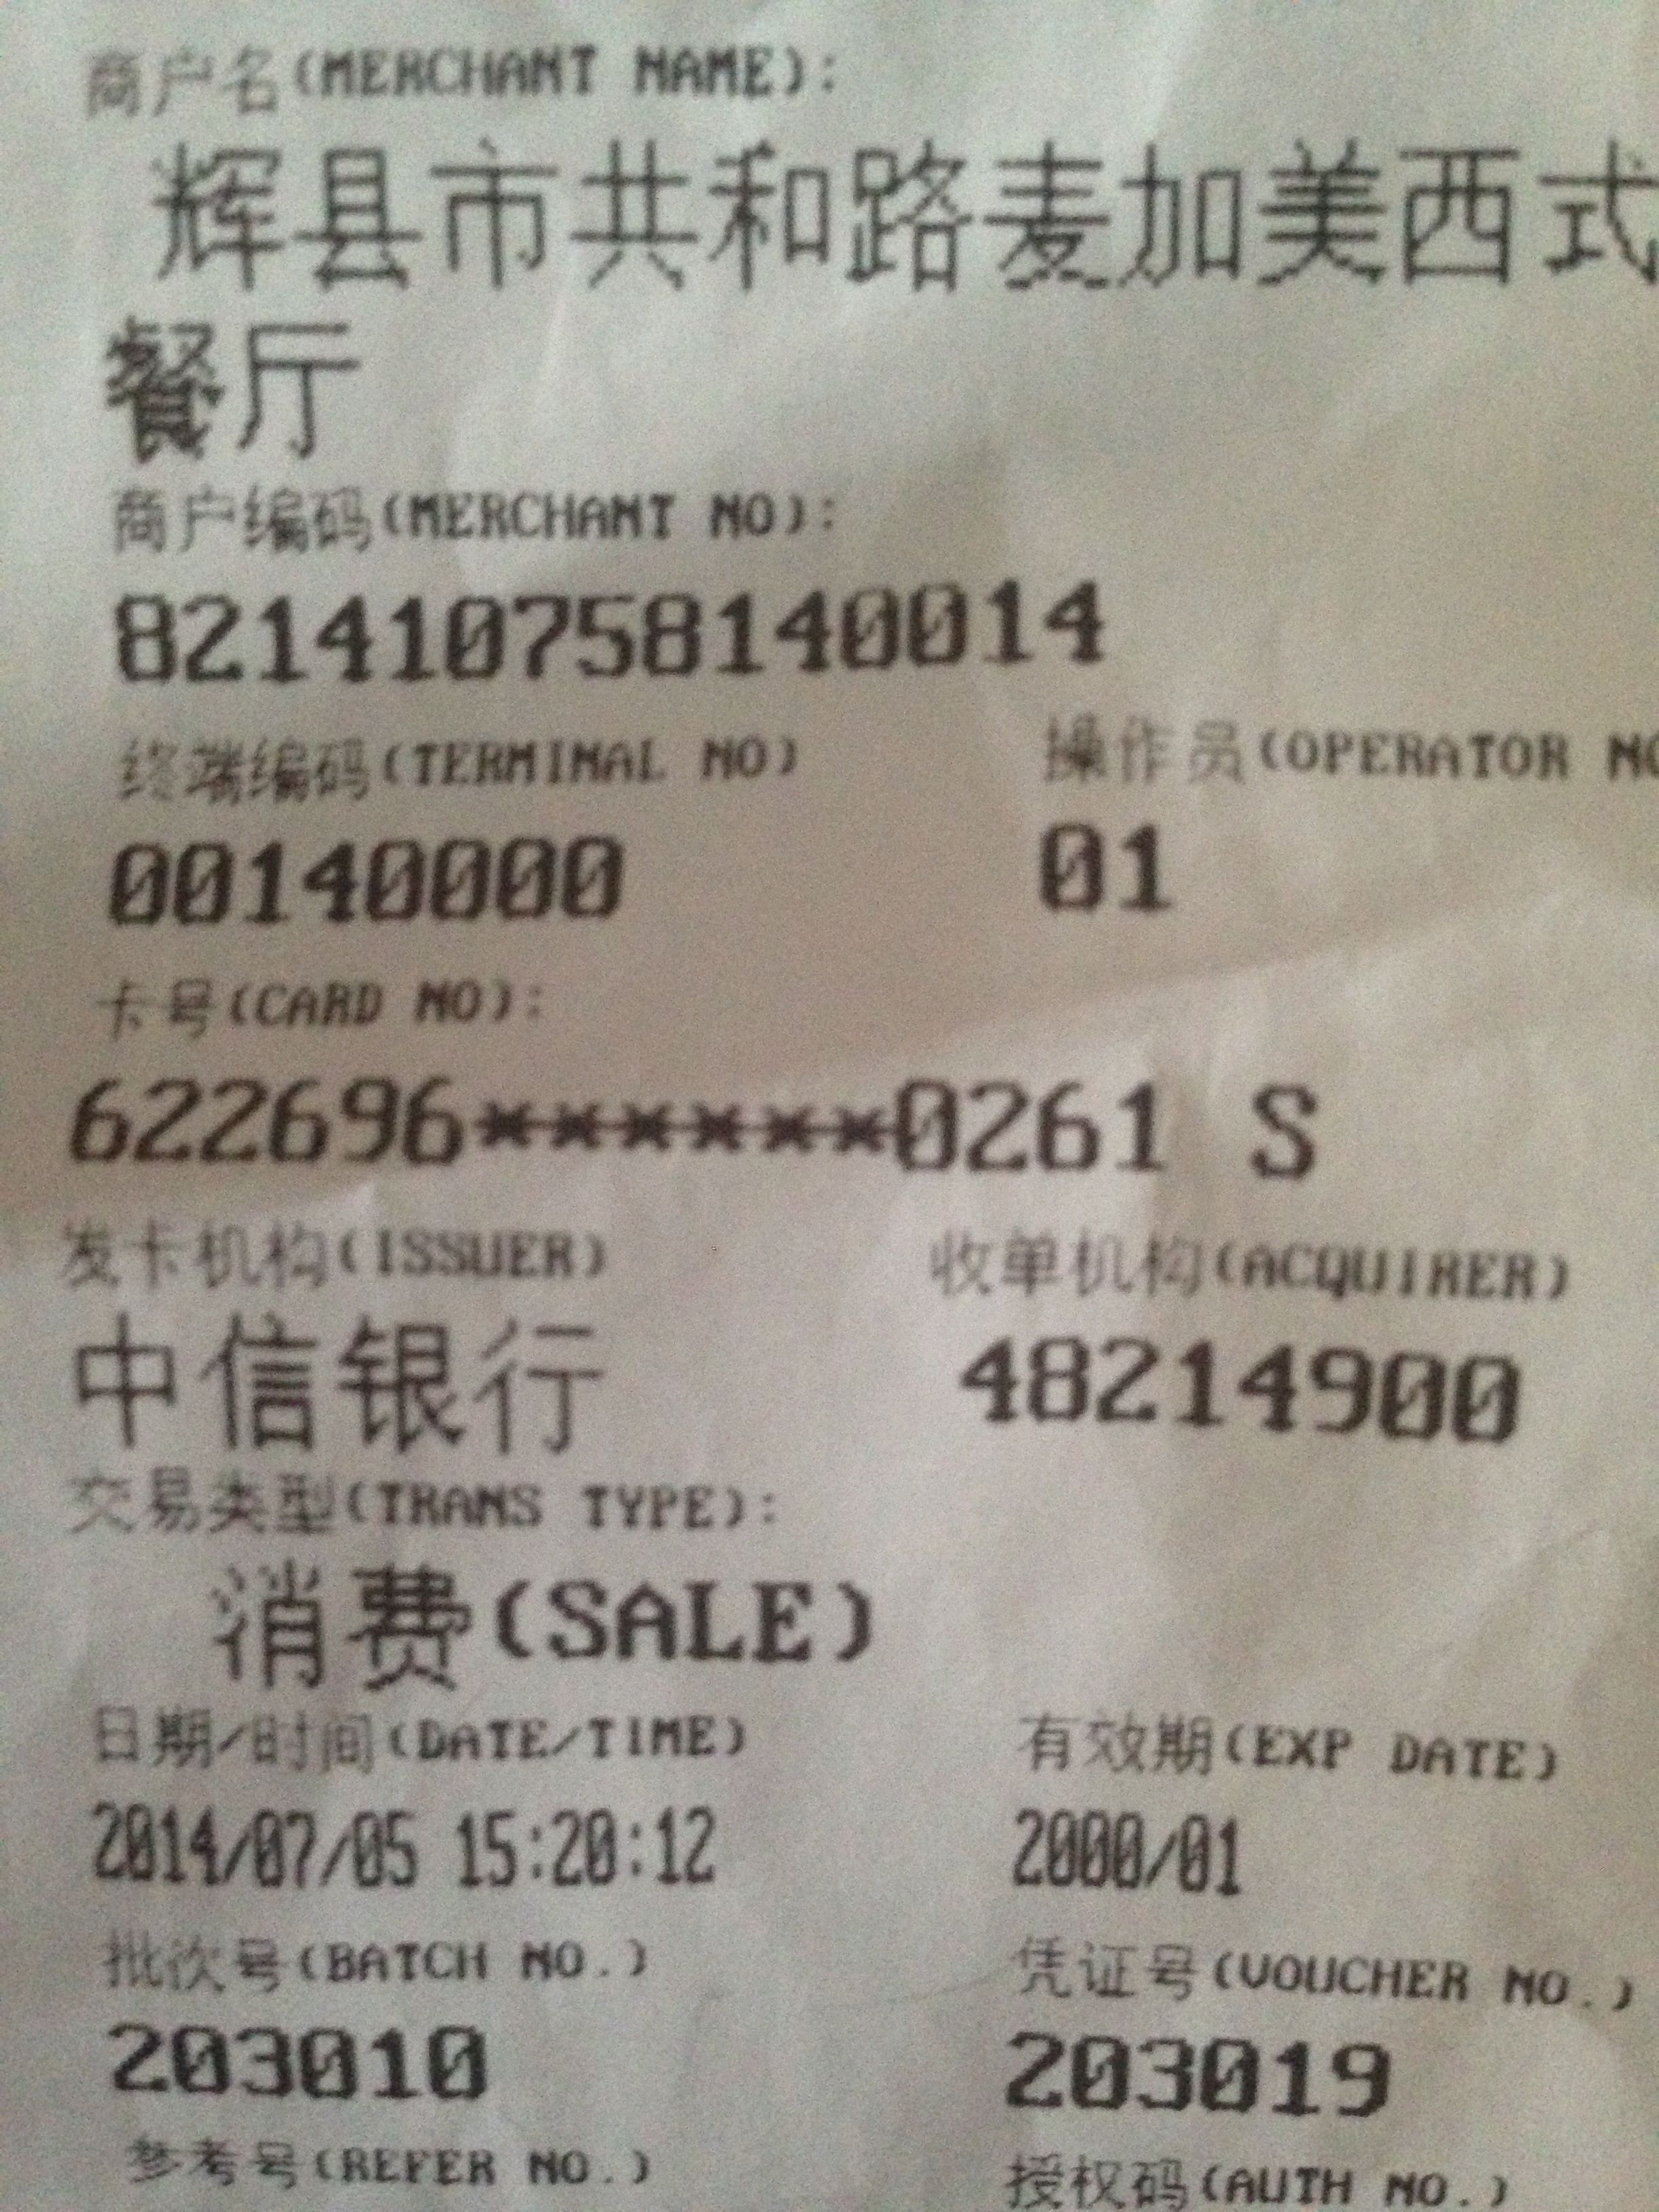 商户名(MERCHANT NAME):
辉县市共和路麦加美西式
餐厅
商户编码(MERCHANT NO):
821410758140014
终端编码(TERMINAL NO) 操作员(OPERATOR NO
00140000 01
卡号(CARD NO):
622696******0261 S
发卡机构(ISSUER) 收单机构(ACQUIRER)
中信银行 48214900
交易类型(TRANS TYPE):
消费(SALE)
日期/时间(DATE/TIME) 有效期(EXP DATE)
2014/07/05 15:20:12 2000/01
批次号(BATCH NO.) 凭证号(VOUCHER NO.)
203010 203019
参考号(REFER NO.) 授权码(AUTH NO.)